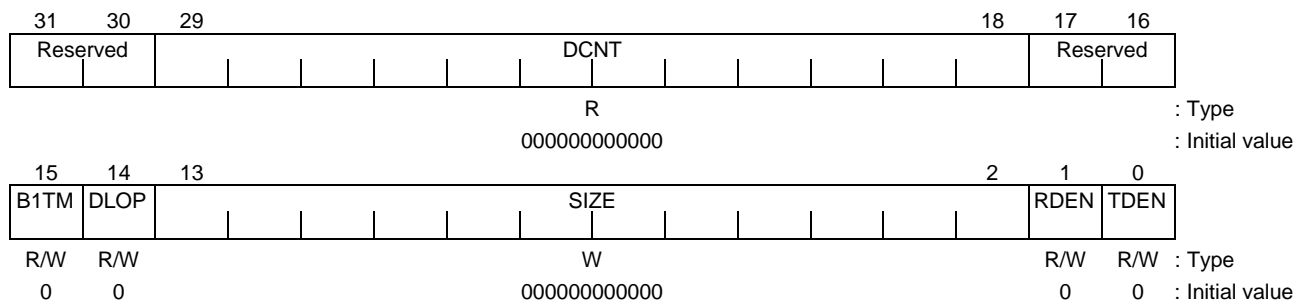 31 30 29 18 17 16
Reserved DCNT Reserved
R : Type
000000000000 : Initial value
15 14 13 2 1 0
B1TM DLOP SIZE RDEN TDEN
R/W R/W W R/W R/W : Type
0 0 000000000000 0 0 : Initial value